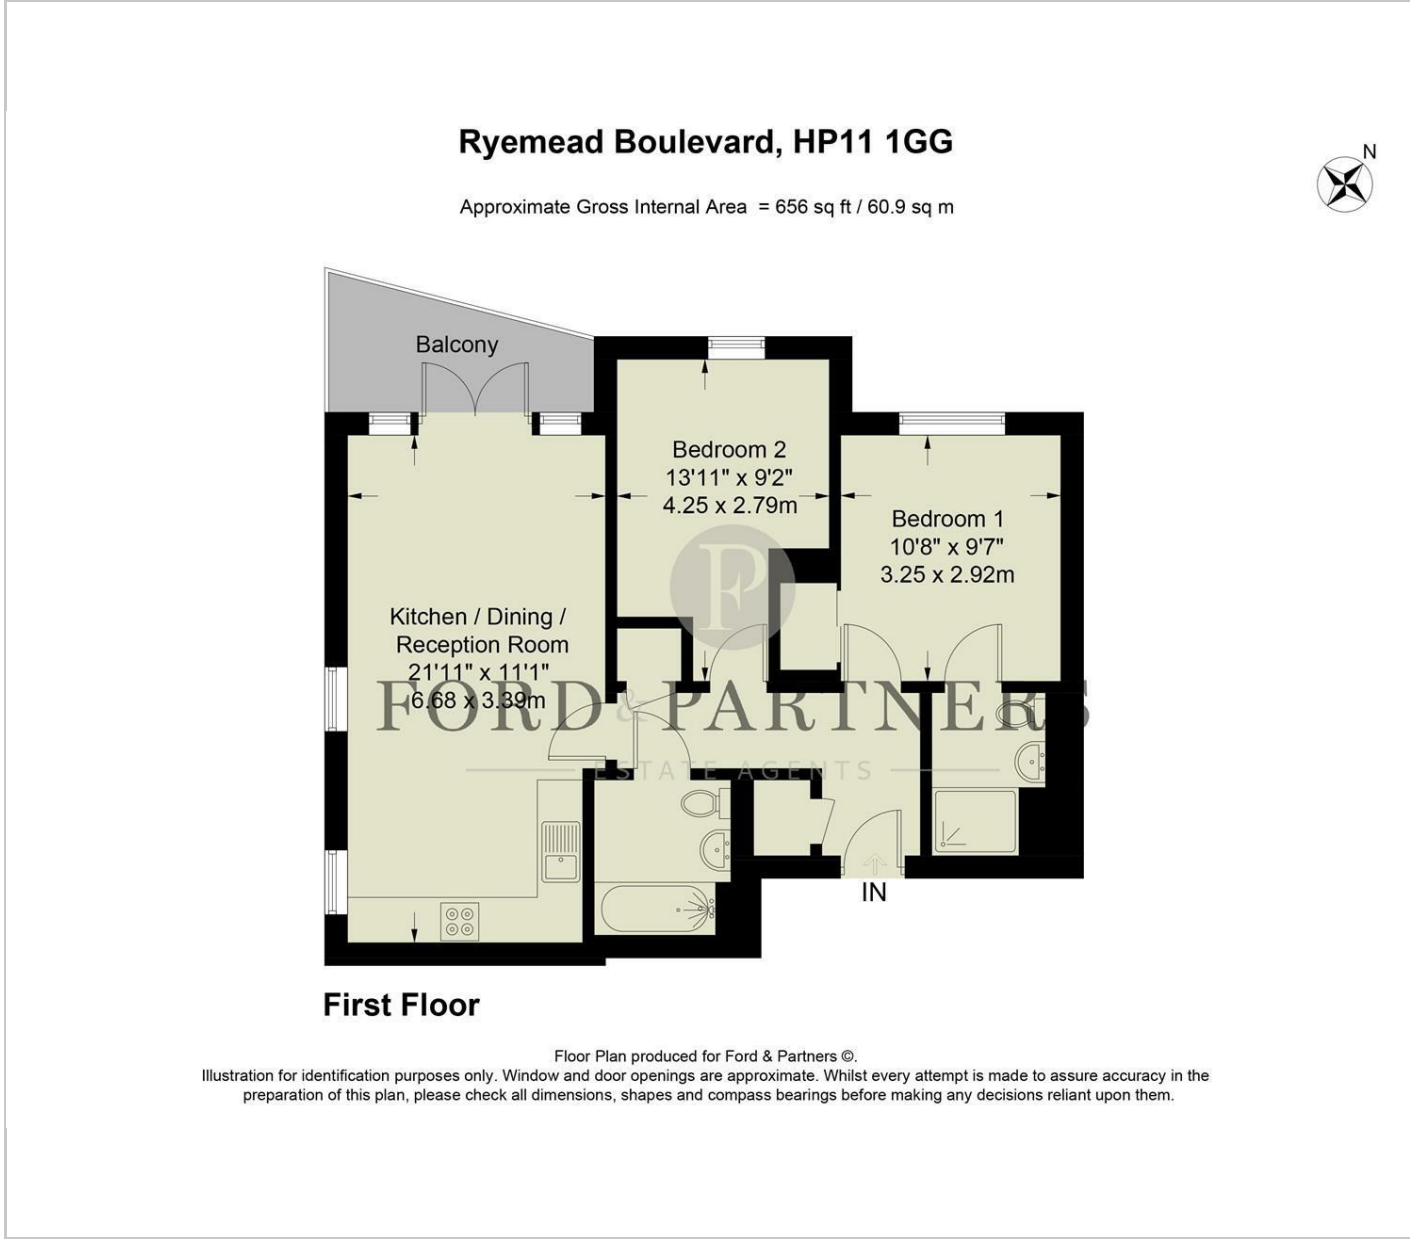 Ryemead Boulevard, HP11 1GG
N
Approximate Gross Internal Area = 656 sq ft / 60.9 sq m
Balcony
Bedroom 2
13'11" x 9'2"
4.25 x 2.79m
Bedroom 1
10'8" x 9'7"
3.25 x 2.92m
FP
Kitchen / Dining /
Reception Room
21'11" x 11'1"
6.68 x 3.39m
FORD & PARTNERS
ESTATE AGENTS
IN
First Floor
Floor Plan produced for Ford & Partners ©.
Illustration for identification purposes only. Window and door openings are approximate. Whilst every attempt is made to assure accuracy in the
preparation of this plan, please check all dimensions, shapes and compass bearings before making any decisions reliant upon them.